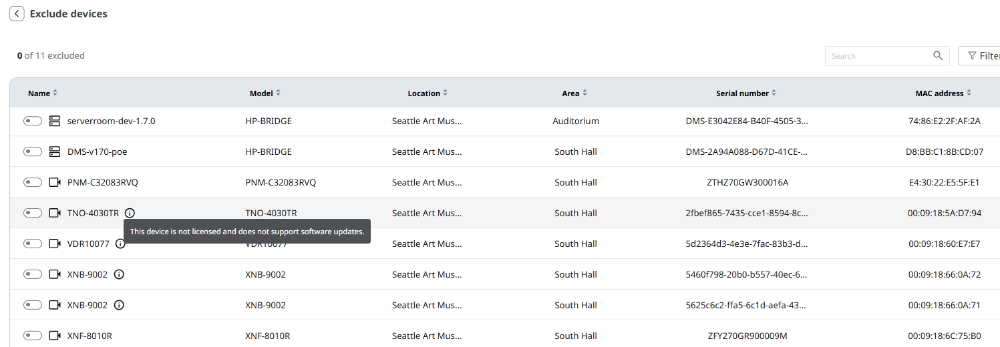 Exclude devices
0 of 11 excluded
Search
Filte
Name Model Location Area Serial number MAC address
serverroom-dev-1.7.0 HP-BRIDGE Seattle Art Mus... Auditorium DMS-E3042E84-B40F-4505-3... 74:86:E2:2F:AF:2A
DMS-v170-poe HP-BRIDGE Seattle Art Mus... South Hall DMS-2A94A088-D67D-41CE-... D8:BB:C1:8B:CD:07
PNM-C32083RVQ PNM-C32083RVQ Seattle Art Mus... South Hall ZTHZ70GW300016A E4:30:22:E5:5F:E1
TNO-4030TR TNO-4030TR Seattle Art Mus... South Hall 2fbef865-7435-cce1-8594-8c... 00:09:18:5A:D7:94
This device is not licensed and does not support software updates.
VDR10077 VDR10077 Seattle Art Mus... South Hall 5d2364d3-4e3e-7fac-83b3-d... 00:09:18:60:E7:E7
XNB-9002 XNB-9002 Seattle Art Mus... South Hall 5460f798-20b0-b557-40ec-6... 00:09:18:66:0A:72
XNB-9002 XNB-9002 Seattle Art Mus... South Hall 5625c6c2-ffa5-6c1d-aefa-43... 00:09:18:66:0A:71
XNF-8010R XNF-8010R Seattle Art Mus... South Hall ZFY270GR900009M 00:09:18:6C:75:B0